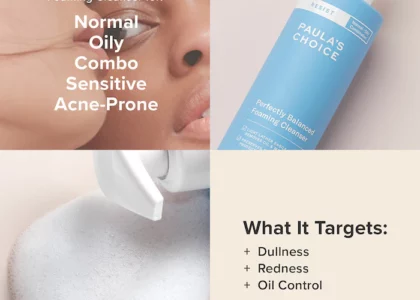 Normal
Oily
Combo
Sensitive
Acne-Prone
RESIST
PAULA'S
CHOICE
Perfectly Balanced
Foaming Cleanser
What It Targets:
+ Dullness
+ Redness
+ Oil Control